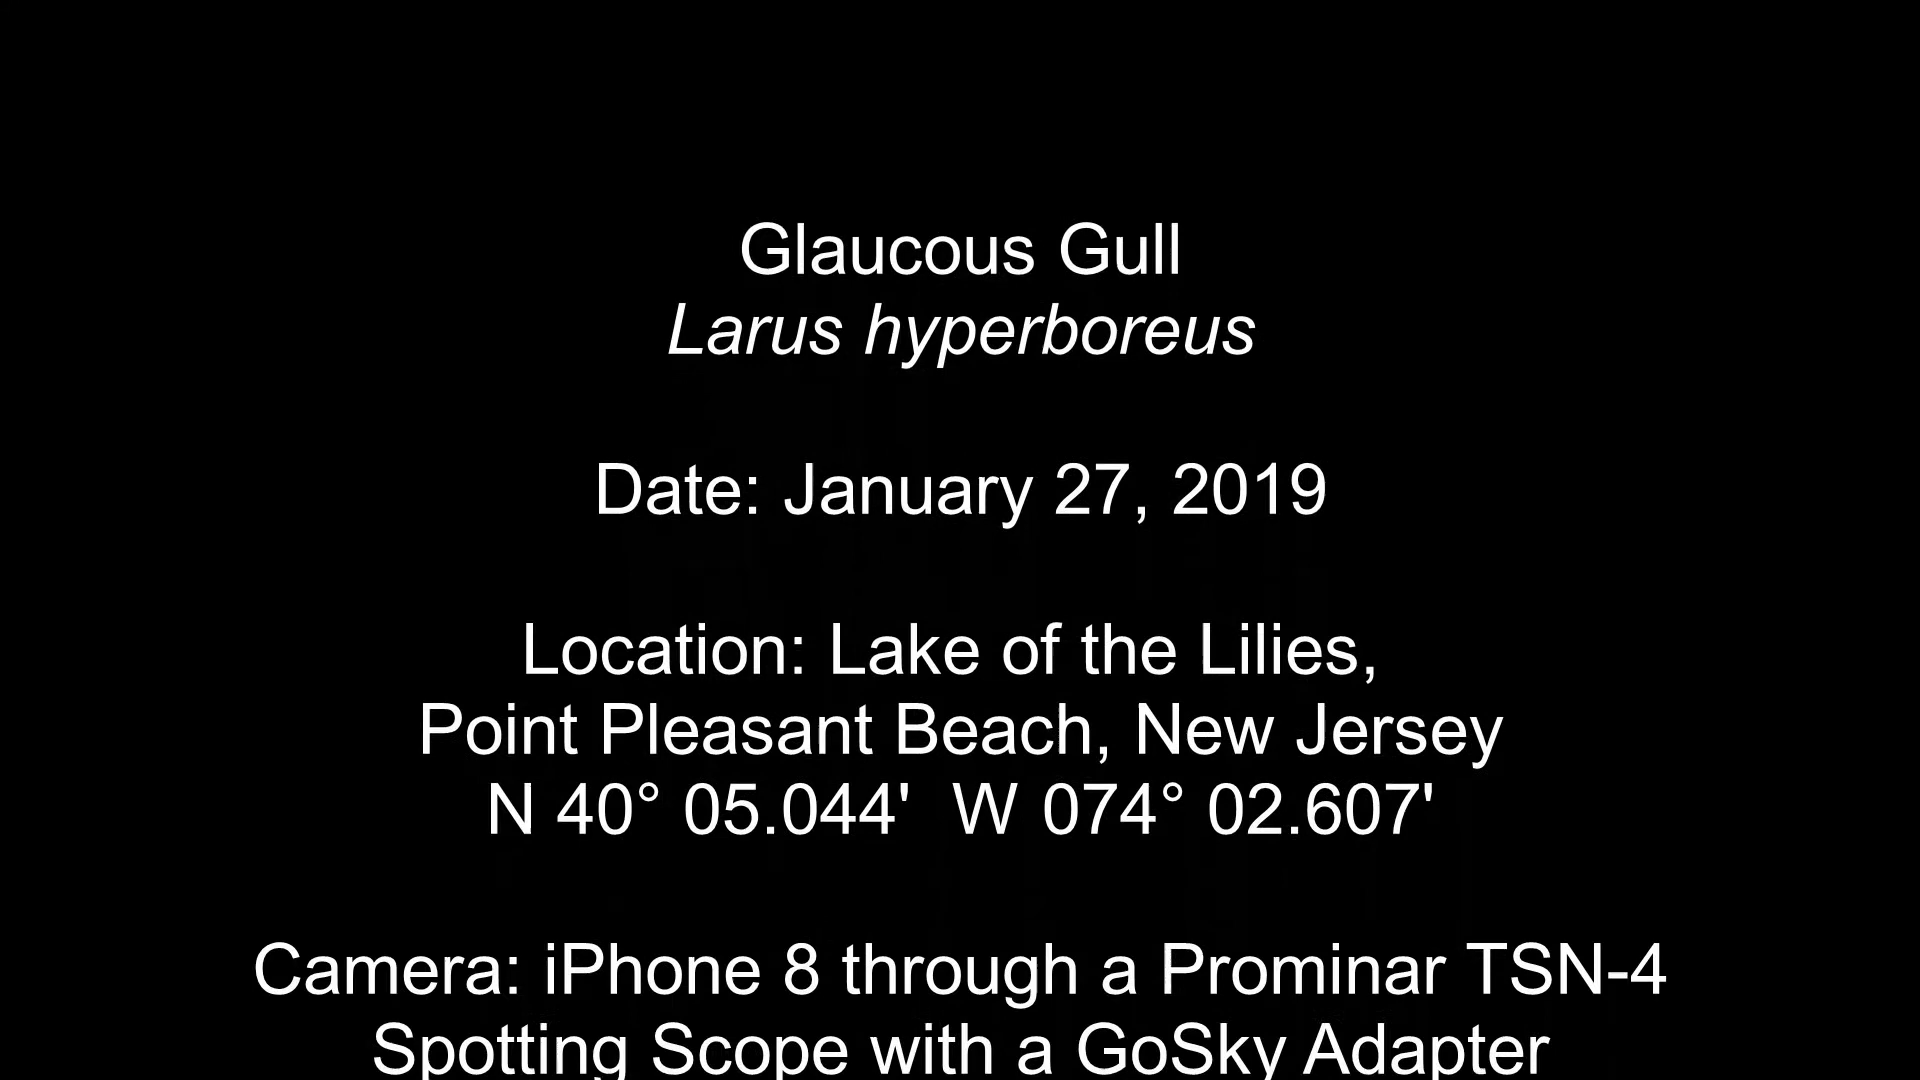 Glaucous Gull
Larus hyperboreus
Date: January 27, 2019
Location: Lake of the Lilies,
Point Pleasant Beach, New Jersey
N 40° 05.044'  W 074° 02.607'
Camera: iPhone 8 through a Prominar TSN-4
Spotting Scope with a GoSky Adapter